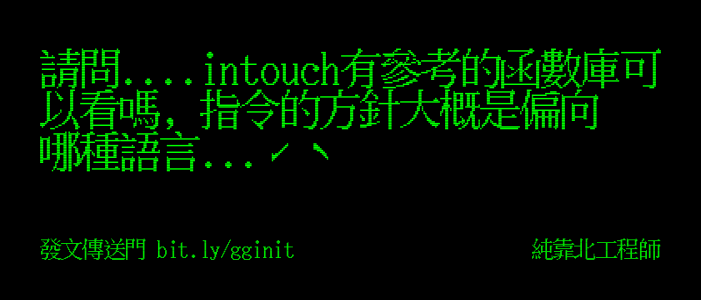 請問....intouch有參考的函數庫可
以看嗎, 指令的方針大概是偏向
哪種語言...ˊˋ
發文傳送門 bit.ly/gginit
純靠北工程師